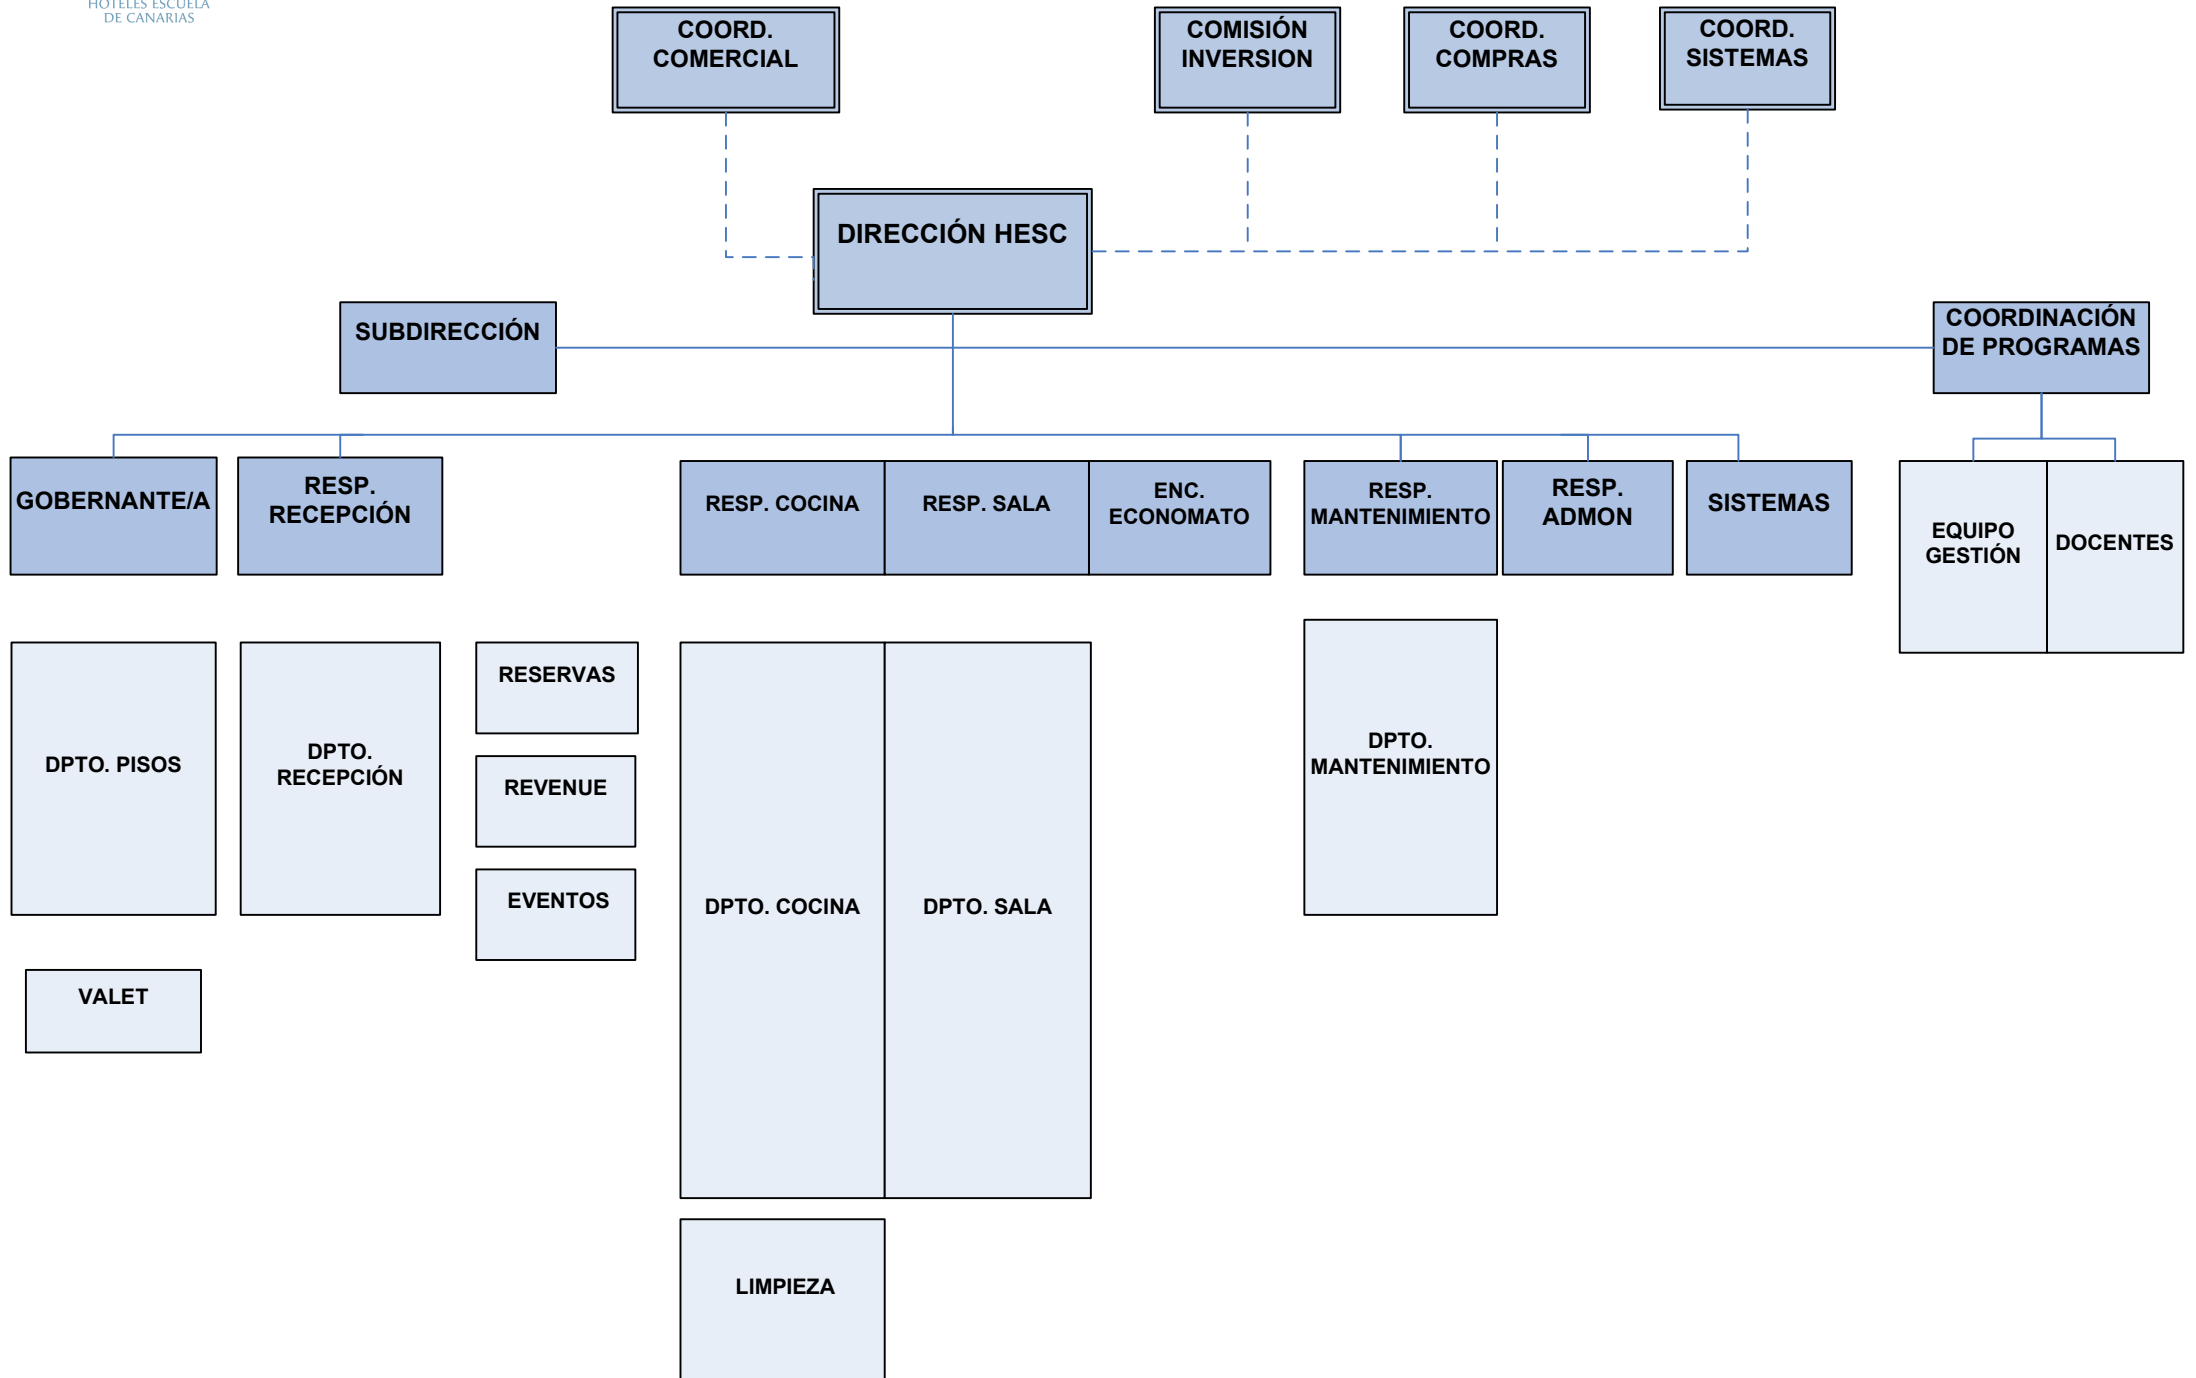 HOTELES ESCUELA
DE CANARIAS
COORD.
COMERCIAL
COMISIÓN
INVERSION
COORD.
COMPRAS
COORD.
SISTEMAS
DIRECCIÓN HESC
SUBDIRECCIÓN
COORDINACIÓN
DE PROGRAMAS
GOBERNANTE/A
RESP.
RECEPCIÓN
RESP. COCINA
RESP. SALA
ENC.
ECONOMATO
RESP.
MANTENIMIENTO
RESP.
ADMON
SISTEMAS
EQUIPO
GESTIÓN
DOCENTES
DPTO. PISOS
DPTO.
RECEPCIÓN
RESERVAS
REVENUE
EVENTOS
DPTO. COCINA
DPTO. SALA
DPTO.
MANTENIMIENTO
VALET
LIMPIEZA